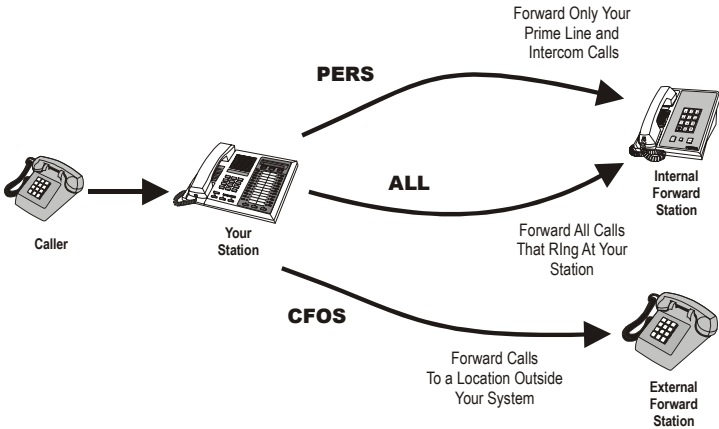 Forward Only Your
Prime Line and
Intercom Calls
PERS
Internal
Forward
Station
ALL
Caller
Your
Station
Forward All Calls
That RIng At Your
Station
CFOS
Forward Calls
To a Location Outside
Your System
External
Forward
Station